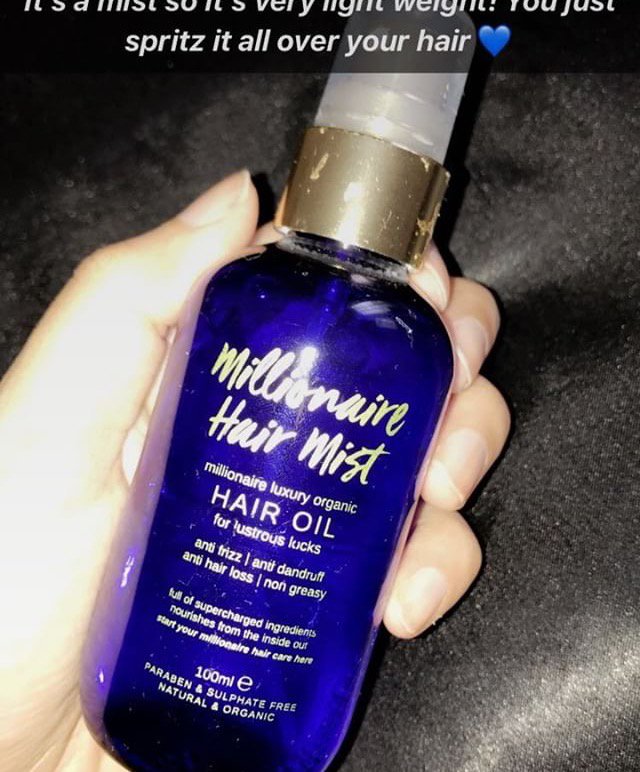 It's a mist so it's very light weight! You just
spritz it all over your hair 💙
Millionaire
Hair Mist
millionaire luxury organic
HAIR OIL
for lustrous lucks
anti frizz | anti dandruff
anti hair loss | non greasy
full of supercharged ingredients
nourishes from the inside out
start your millionaire hair care here
100ml ℮
PARABEN & SULPHATE FREE
NATURAL & ORGANIC